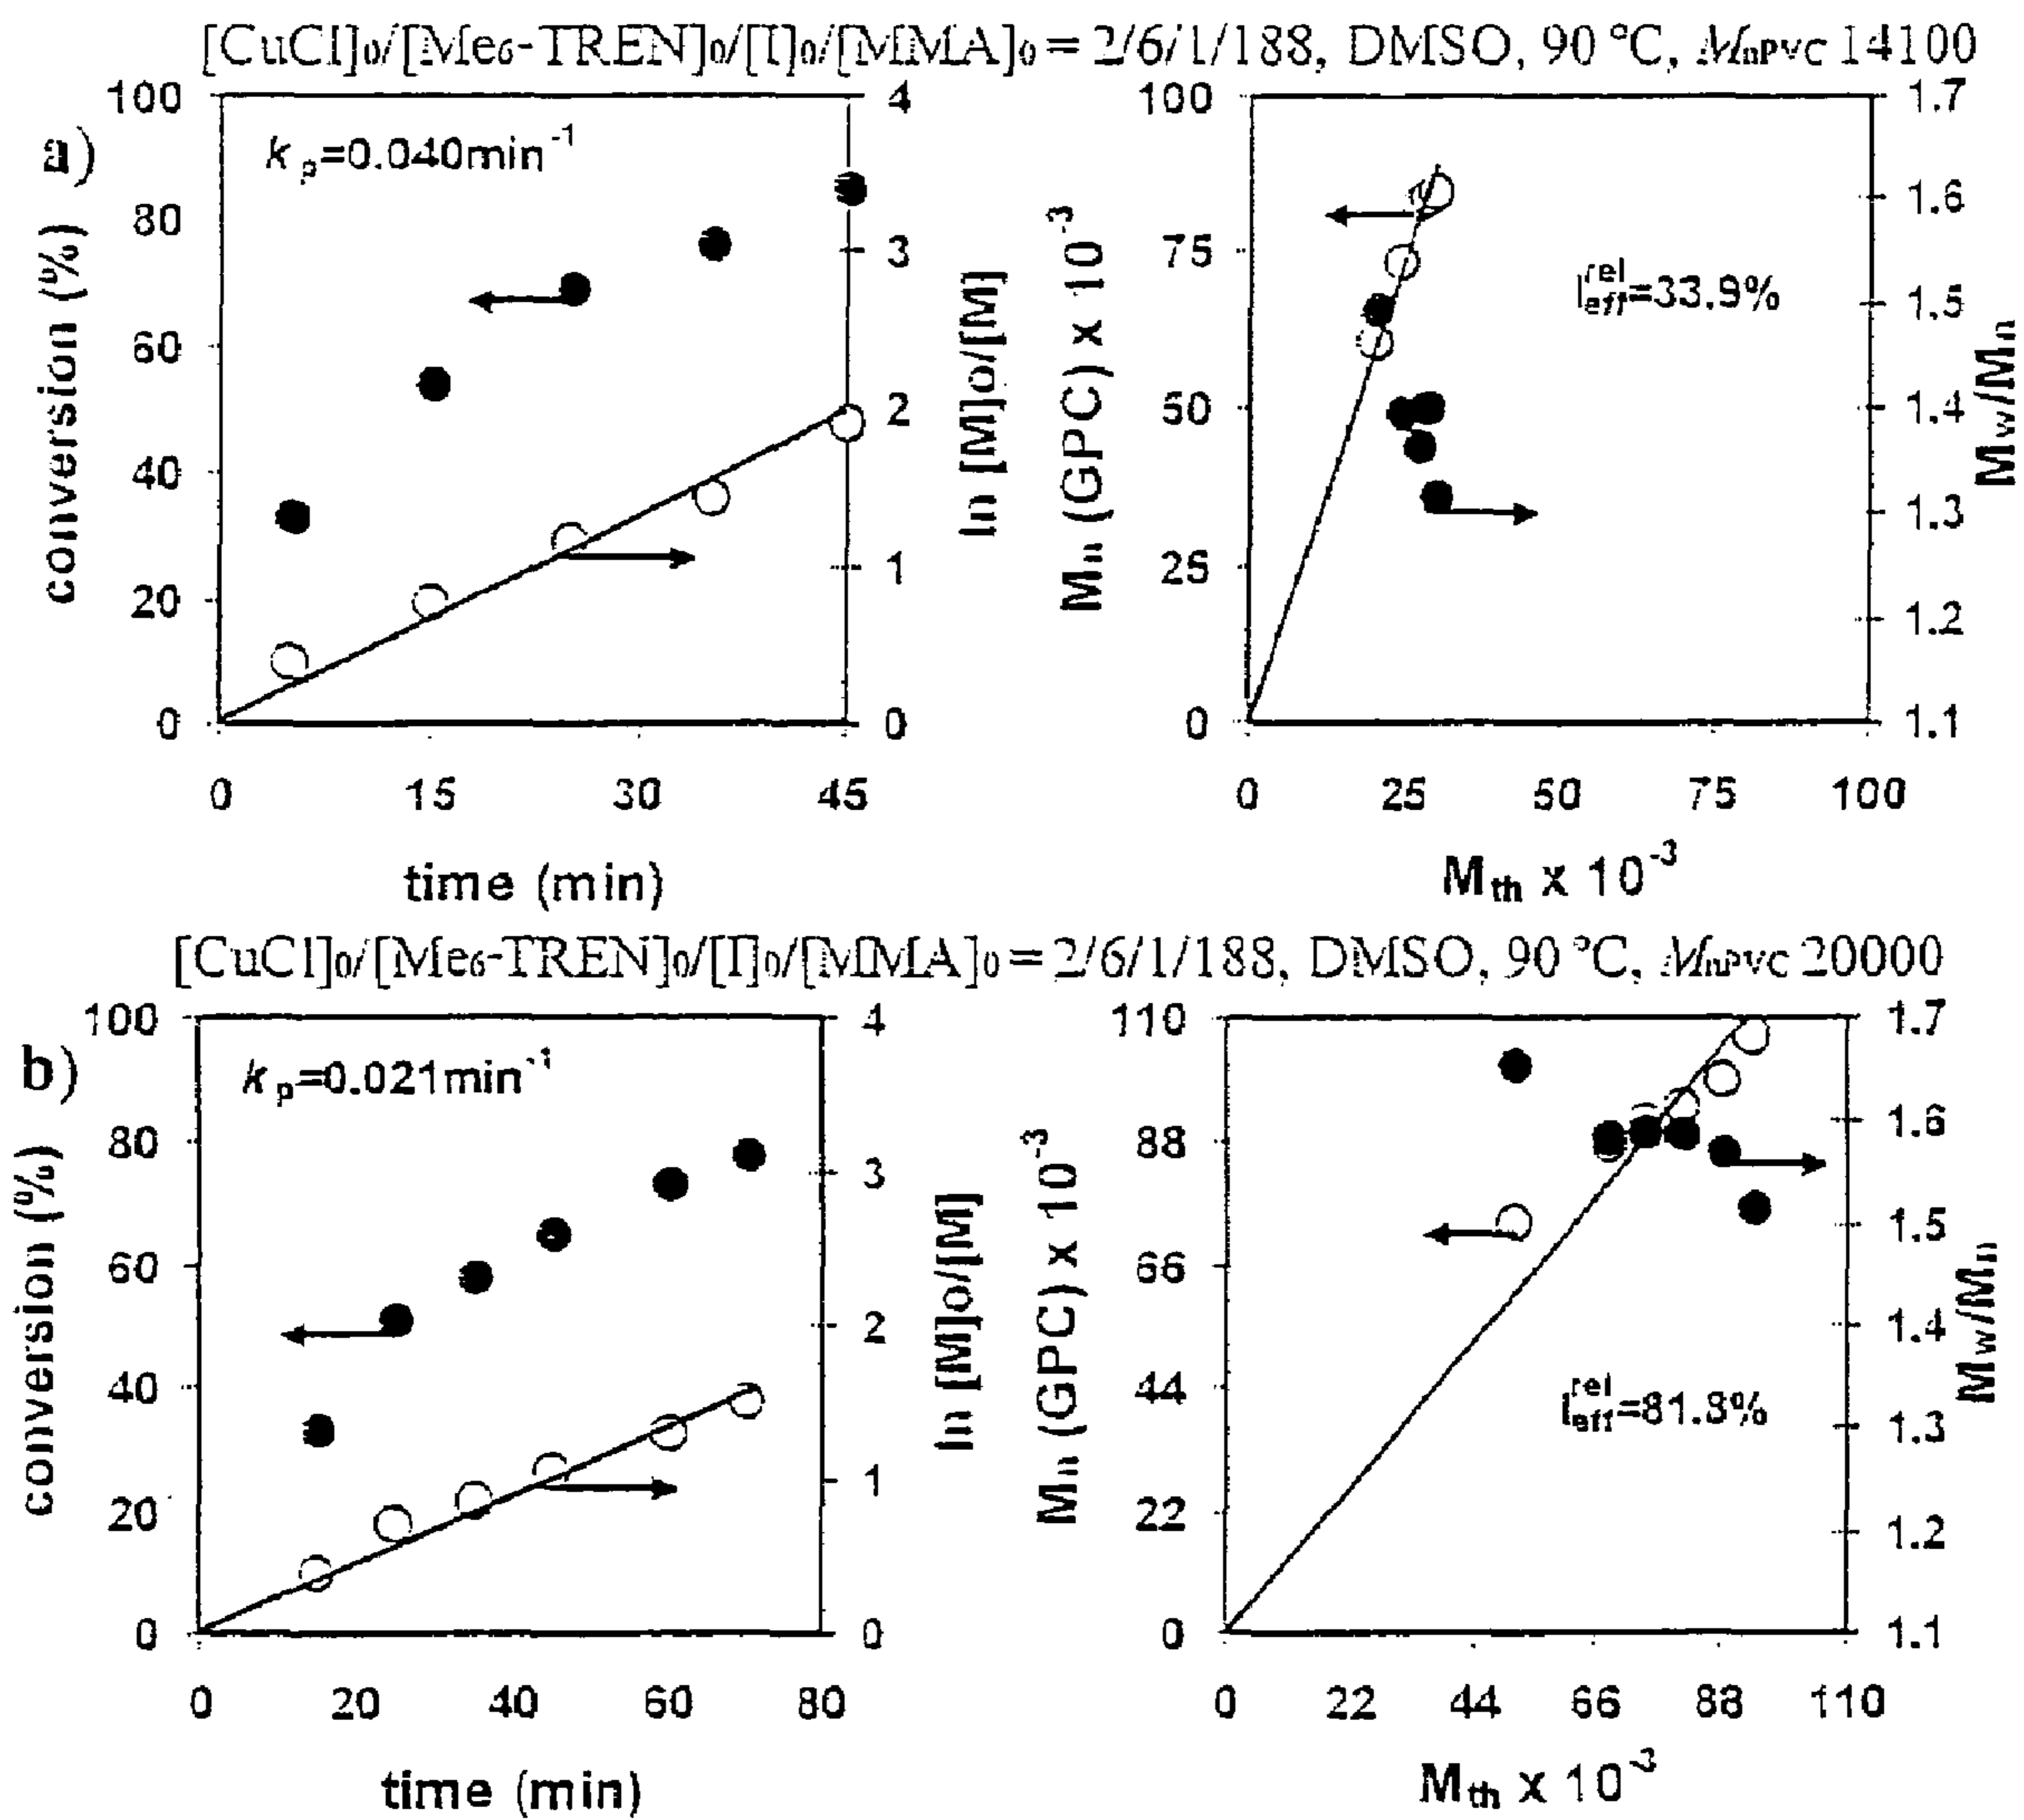 [CuCl]₀/[Me₆-TREN]₀/[I]₀/[MMA]₀ = 2/6/1/188, DMSO, 90 °C, MnPVC 14100
a)
conversion (%)
100
80
60
40
20
0
kp=0.040min⁻¹
4
3
2
1
0
ln [M]o/[M]
0 15 30 45
time (min)
Mn (GPC) x 10⁻³
100
75
50
25
0
Ieffrel=33.9%
1.7
1.6
1.5
1.4
1.3
1.2
1.1
Mw/Mn
0 25 50 75 100
Mth x 10⁻³
[CuCl]₀/[Me₆-TREN]₀/[I]₀/[MMA]₀ = 2/6/1/188, DMSO, 90 °C, MnPVC 20000
b)
conversion (%)
100
80
60
40
20
0
kp=0.021min⁻¹
4
3
2
1
0
ln [M]o/[M]
0 20 40 60 80
time (min)
Mn (GPC) x 10⁻³
110
88
66
44
22
0
Ieffrel=81.8%
1.7
1.6
1.5
1.4
1.3
1.2
1.1
Mw/Mn
0 22 44 66 88 110
Mth x 10⁻³